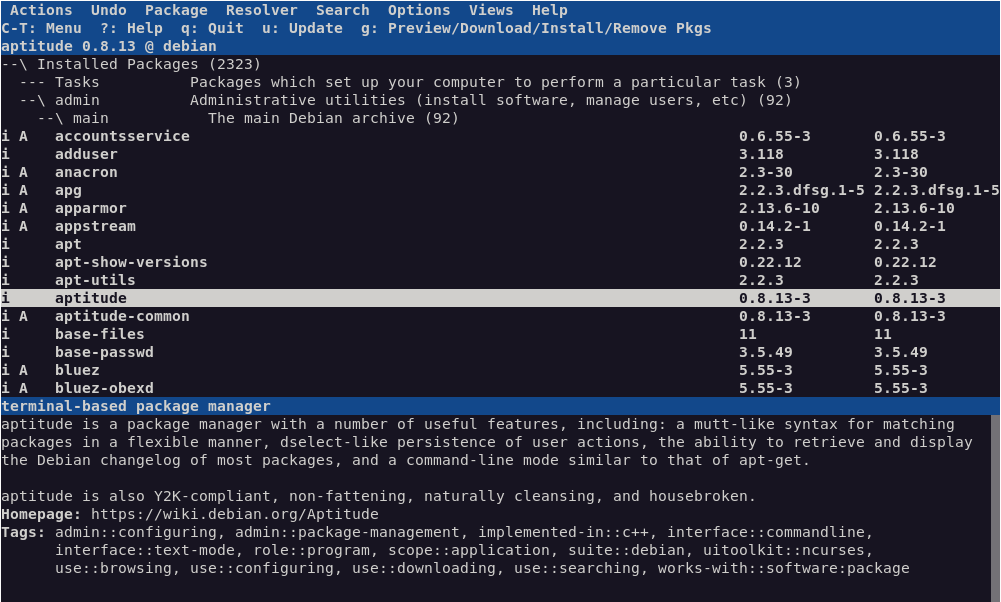 Actions  Undo  Package  Resolver  Search  Options  Views  Help
C-T: Menu  ?: Help  q: Quit  u: Update  g: Preview/Download/Install/Remove Pkgs
aptitude 0.8.13 @ debian
--\ Installed Packages (2323)
--- Tasks          Packages which set up your computer to perform a particular task (3)
--\ admin          Administrative utilities (install software, manage users, etc) (92)
--\ main           The main Debian archive (92)
i A   accountsservice   0.6.55-3   0.6.55-3
i     adduser   3.118   3.118
i A   anacron   2.3-30   2.3-30
i A   apg   2.2.3.dfsg.1-5 2.2.3.dfsg.1-5
i A   apparmor   2.13.6-10   2.13.6-10
i A   appstream   0.14.2-1   0.14.2-1
i     apt   2.2.3   2.2.3
i     apt-show-versions   0.22.12   0.22.12
i     apt-utils   2.2.3   2.2.3
i     aptitude   0.8.13-3   0.8.13-3
i A   aptitude-common   0.8.13-3   0.8.13-3
i     base-files   11   11
i     base-passwd   3.5.49   3.5.49
i A   bluez   5.55-3   5.55-3
i A   bluez-obexd   5.55-3   5.55-3
terminal-based package manager
aptitude is a package manager with a number of useful features, including: a mutt-like syntax for matching
packages in a flexible manner, dselect-like persistence of user actions, the ability to retrieve and display
the Debian changelog of most packages, and a command-line mode similar to that of apt-get.
aptitude is also Y2K-compliant, non-fattening, naturally cleansing, and housebroken.
Homepage: https://wiki.debian.org/Aptitude
Tags: admin::configuring, admin::package-management, implemented-in::c++, interface::commandline,
interface::text-mode, role::program, scope::application, suite::debian, uitoolkit::ncurses,
use::browsing, use::configuring, use::downloading, use::searching, works-with::software:package